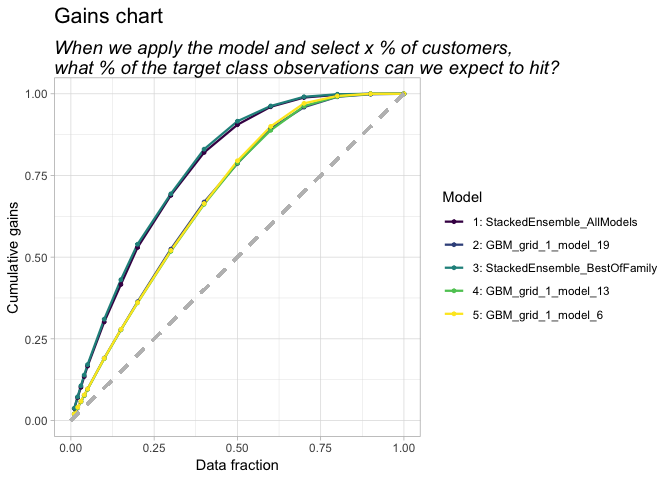 Gains chart
When we apply the model and select x % of customers,
what % of the target class observations can we expect to hit?
1.00
0.75
0.50
0.25
0.00
Cumulative gains
0.00 0.25 0.50 0.75 1.00
Data fraction
Model
1: StackedEnsemble_AllModels
2: GBM_grid_1_model_19
3: StackedEnsemble_BestOfFamily
4: GBM_grid_1_model_13
5: GBM_grid_1_model_6